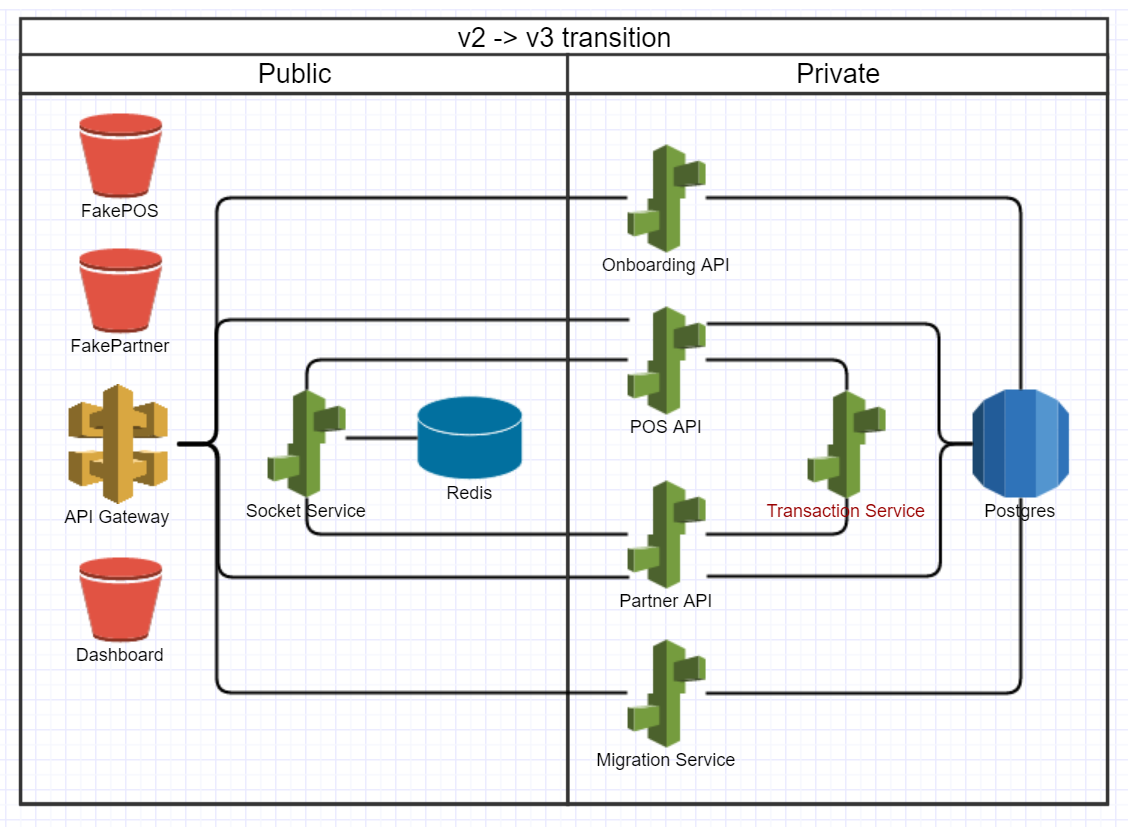 v2 -> v3 transition
Public
Private
FakePOS
Onboarding API
FakePartner
POS API
API Gateway
Socket Service
Redis
Transaction Service
Postgres
Partner API
Dashboard
Migration Service